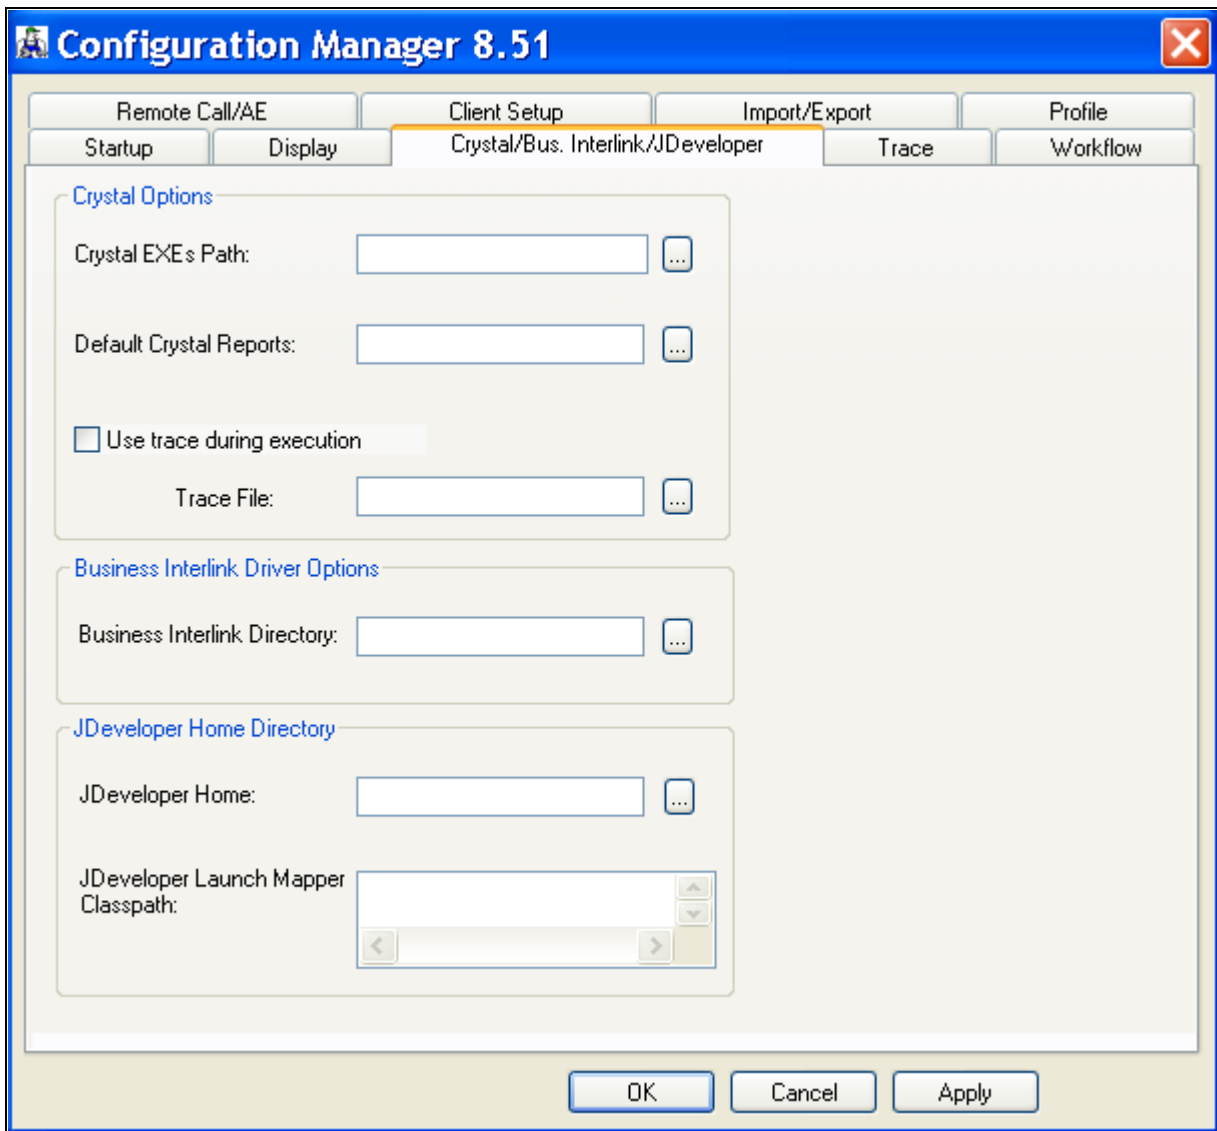 Configuration Manager 8.51
Remote Call/AE
Client Setup
Import/Export
Profile
Startup
Display
Crystal/Bus. Interlink/JDeveloper
Trace
Workflow
Crystal Options
Crystal EXEs Path:
...
Default Crystal Reports:
...
Use trace during execution
Trace File:
...
Business Interlink Driver Options
Business Interlink Directory:
...
JDeveloper Home Directory
JDeveloper Home:
...
JDeveloper Launch Mapper
Classpath:
OK
Cancel
Apply